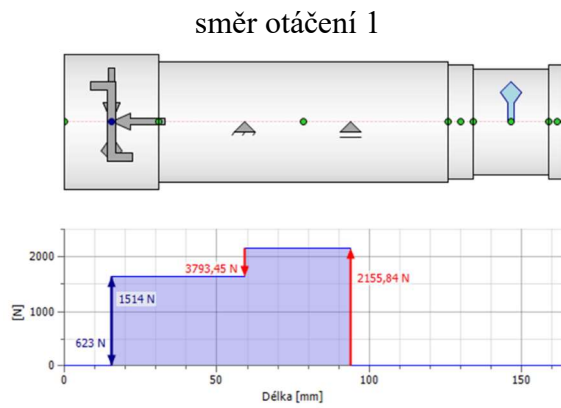 směr otáčení 1
2000
3793,45 N
1514 N
2155,84 N
[N]
1000
623 N
0
0 50 100 150
Délka [mm]